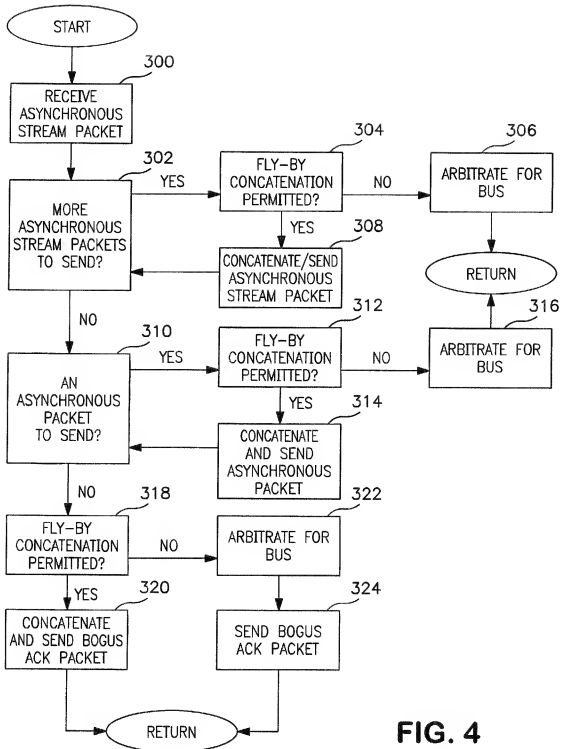 START
300
RECEIVE
ASYNCHRONOUS
STREAM PACKET
302
MORE
ASYNCHRONOUS
STREAM PACKETS
TO SEND?
YES
304
FLY-BY
CONCATENATION
PERMITTED?
NO
306
ARBITRATE FOR
BUS
YES
308
CONCATENATE/SEND
ASYNCHRONOUS
STREAM PACKET
RETURN
NO
310
AN
ASYNCHRONOUS
PACKET
TO SEND?
YES
312
FLY-BY
CONCATENATION
PERMITTED?
NO
316
ARBITRATE FOR
BUS
YES
314
CONCATENATE
AND SEND
ASYNCHRONOUS
PACKET
NO
318
FLY-BY
CONCATENATION
PERMITTED?
NO
322
ARBITRATE FOR
BUS
YES
320
CONCATENATE
AND SEND BOGUS
ACK PACKET
324
SEND BOGUS
ACK PACKET
RETURN
FIG. 4